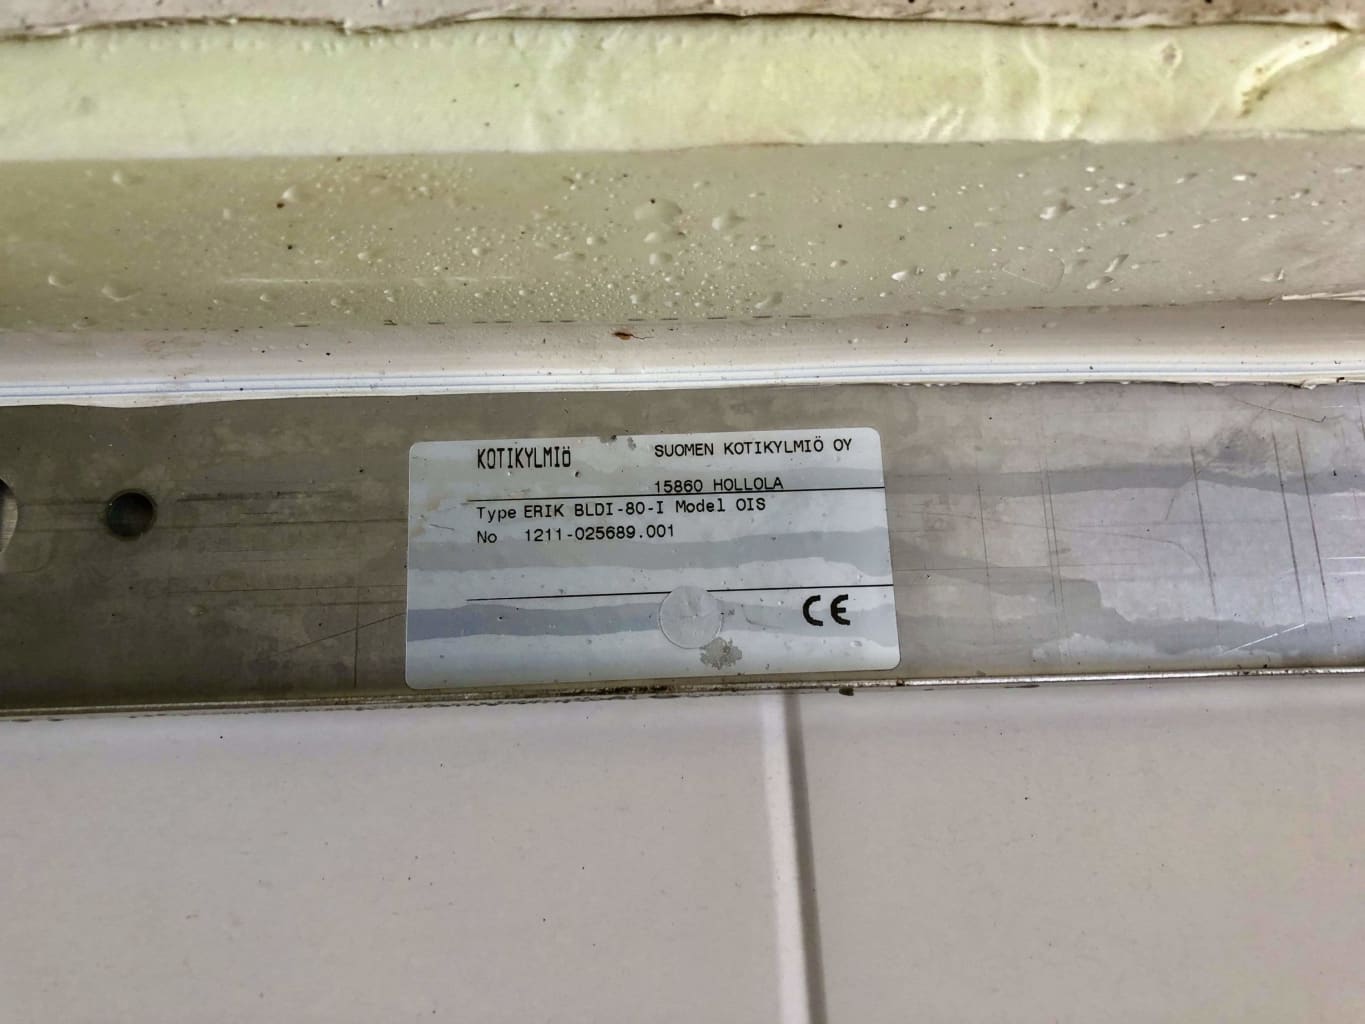 KOTIKYLMIÖ
SUOMEN KOTIKYLMIÖ OY
15860 HOLLOLA
Type ERIK BLDI-80-I Model OIS
No 1211-025689.001
CE